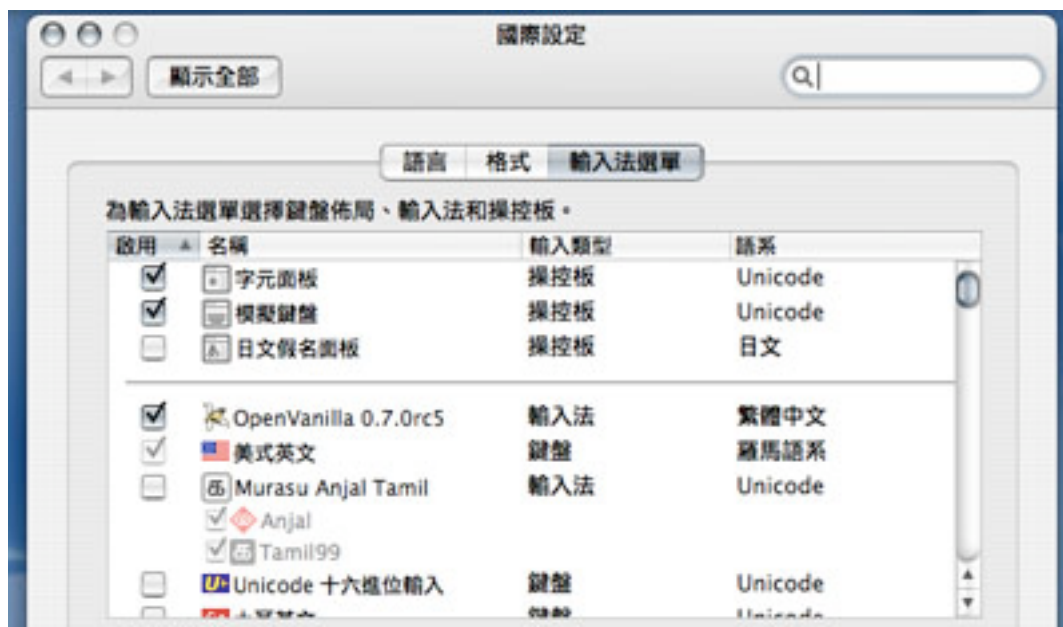 國際設定
顯示全部
語言 格式 輸入法選單
為輸入法選單選擇鍵盤佈局、輸入法和操控板。
啟用 名稱 輸入類型 語系
字元面板 操控板 Unicode
模擬鍵盤 操控板 Unicode
日文假名面板 操控板 日文
OpenVanilla 0.7.0rc5 輸入法 繁體中文
美式英文 鍵盤 羅馬語系
Murasu Anjal Tamil 輸入法 Unicode
Anjal
Tamil99
Unicode 十六進位輸入 鍵盤 Unicode